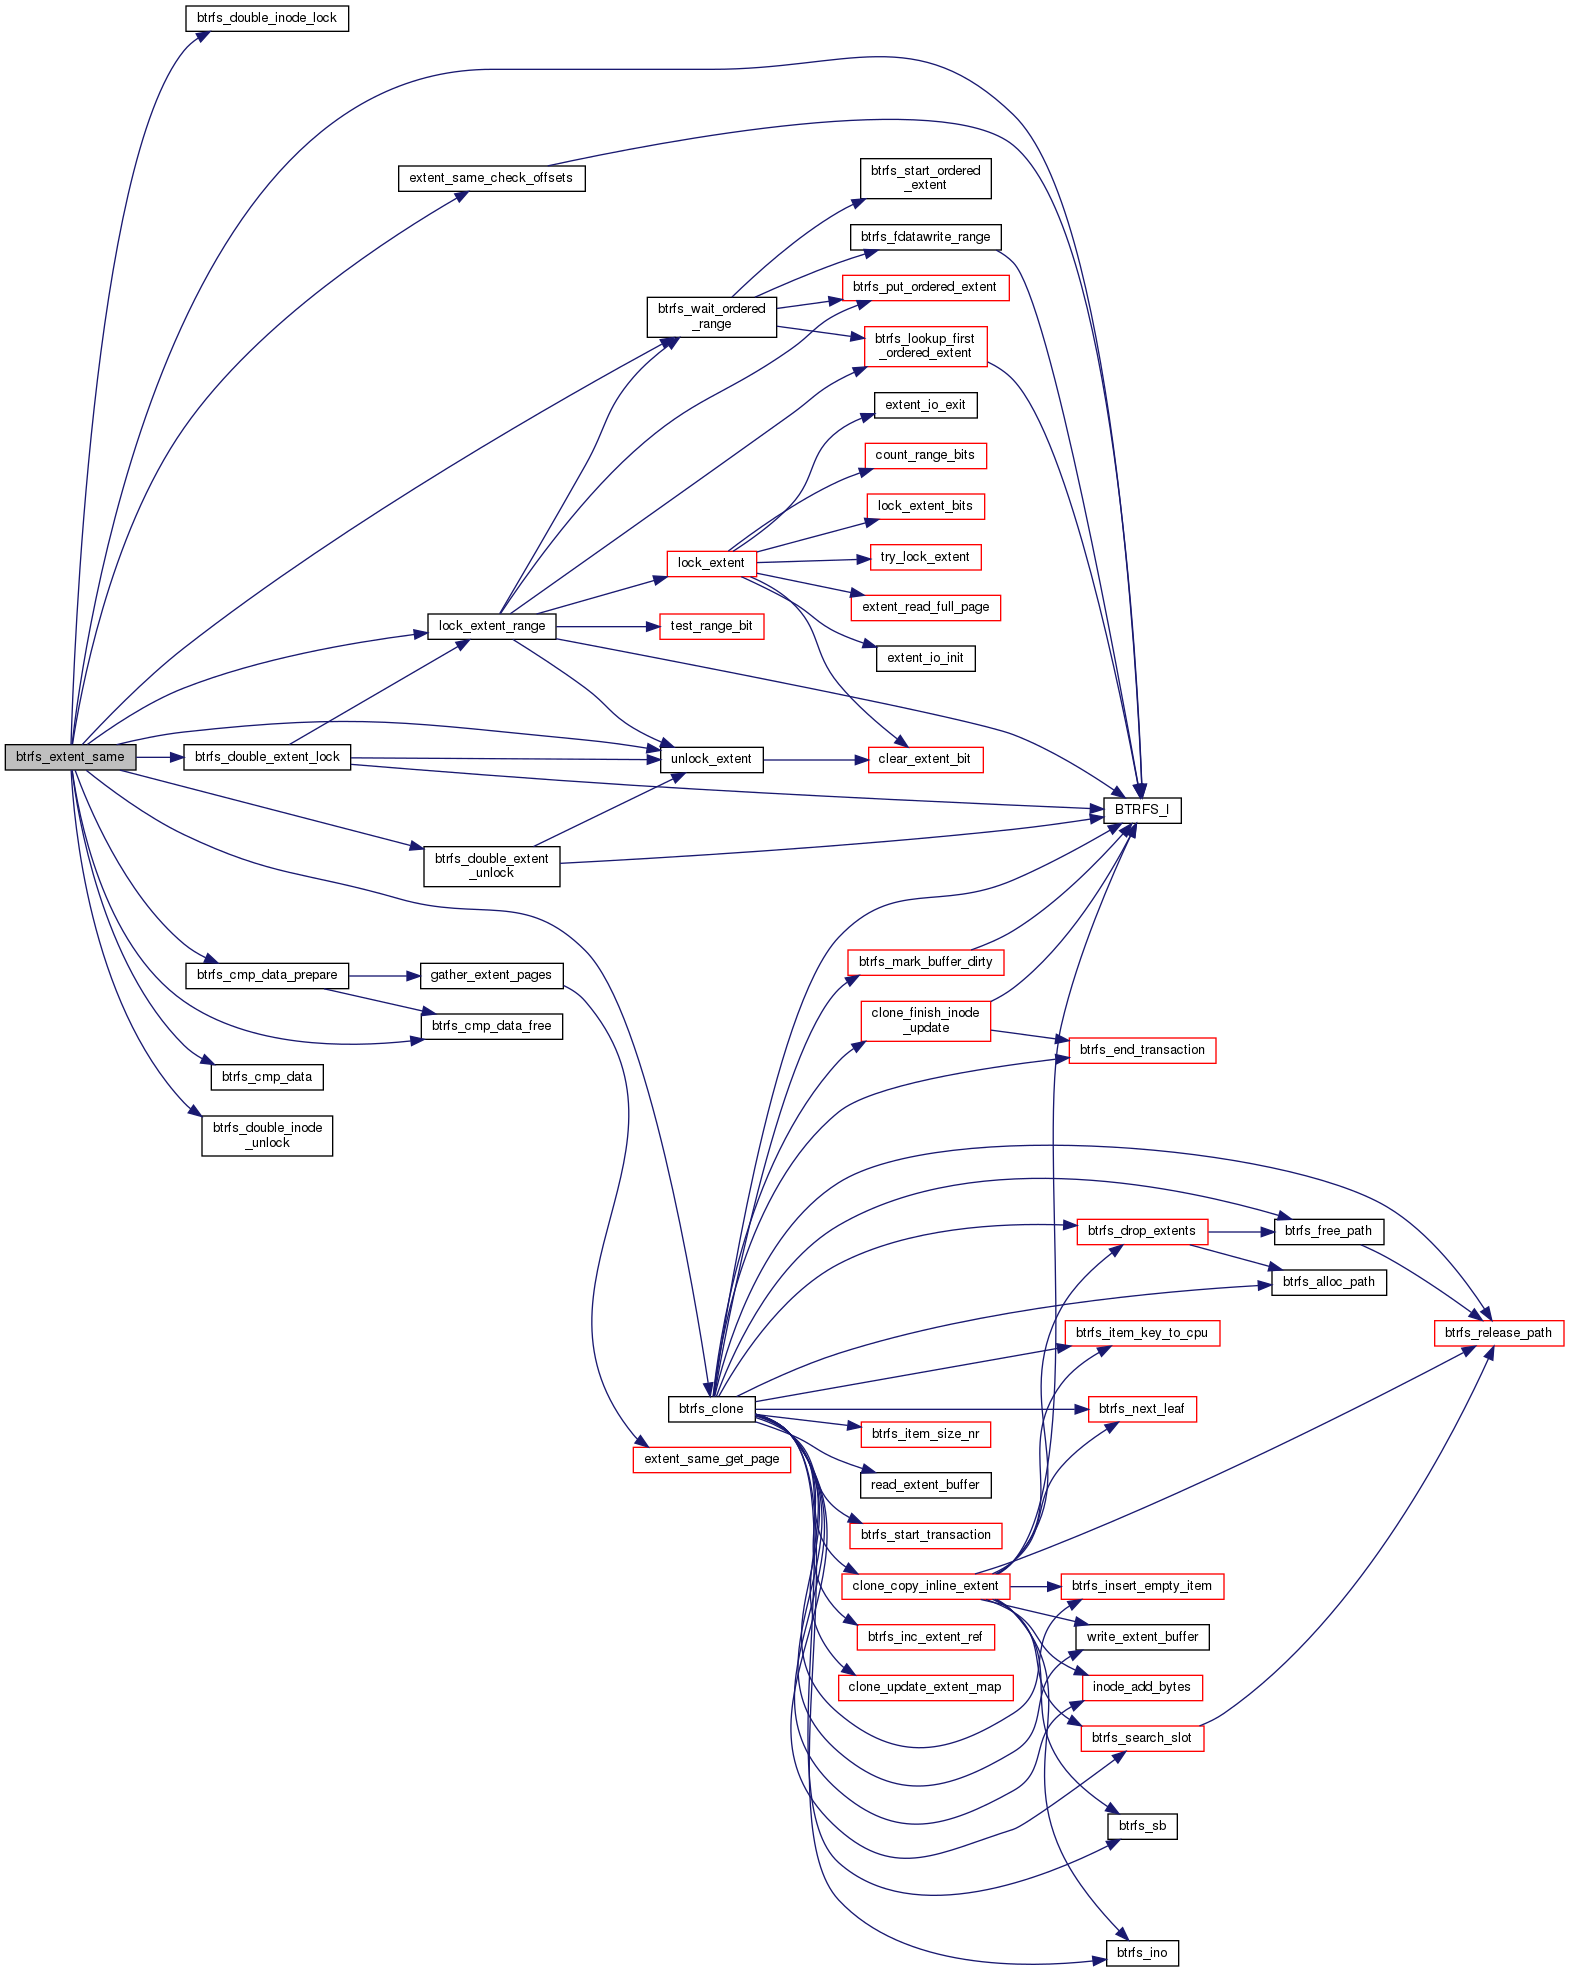 btrfs_double_inode_lock
extent_same_check_offsets
btrfs_start_ordered
_extent
btrfs_fdatawrite_range
btrfs_put_ordered_extent
btrfs_wait_ordered
_range
btrfs_lookup_first
_ordered_extent
extent_io_exit
count_range_bits
lock_extent_bits
try_lock_extent
lock_extent
extent_read_full_page
lock_extent_range
test_range_bit
extent_io_init
btrfs_extent_same
btrfs_double_extent_lock
unlock_extent
clear_extent_bit
BTRFS_I
btrfs_double_extent
_unlock
btrfs_cmp_data_prepare
gather_extent_pages
btrfs_mark_buffer_dirty
btrfs_cmp_data_free
clone_finish_inode
_update
btrfs_end_transaction
btrfs_cmp_data
btrfs_double_inode
_unlock
btrfs_drop_extents
btrfs_free_path
btrfs_alloc_path
btrfs_item_key_to_cpu
btrfs_release_path
btrfs_clone
btrfs_next_leaf
btrfs_item_size_nr
extent_same_get_page
read_extent_buffer
btrfs_start_transaction
clone_copy_inline_extent
btrfs_insert_empty_item
btrfs_inc_extent_ref
write_extent_buffer
clone_update_extent_map
inode_add_bytes
btrfs_search_slot
btrfs_sb
btrfs_ino